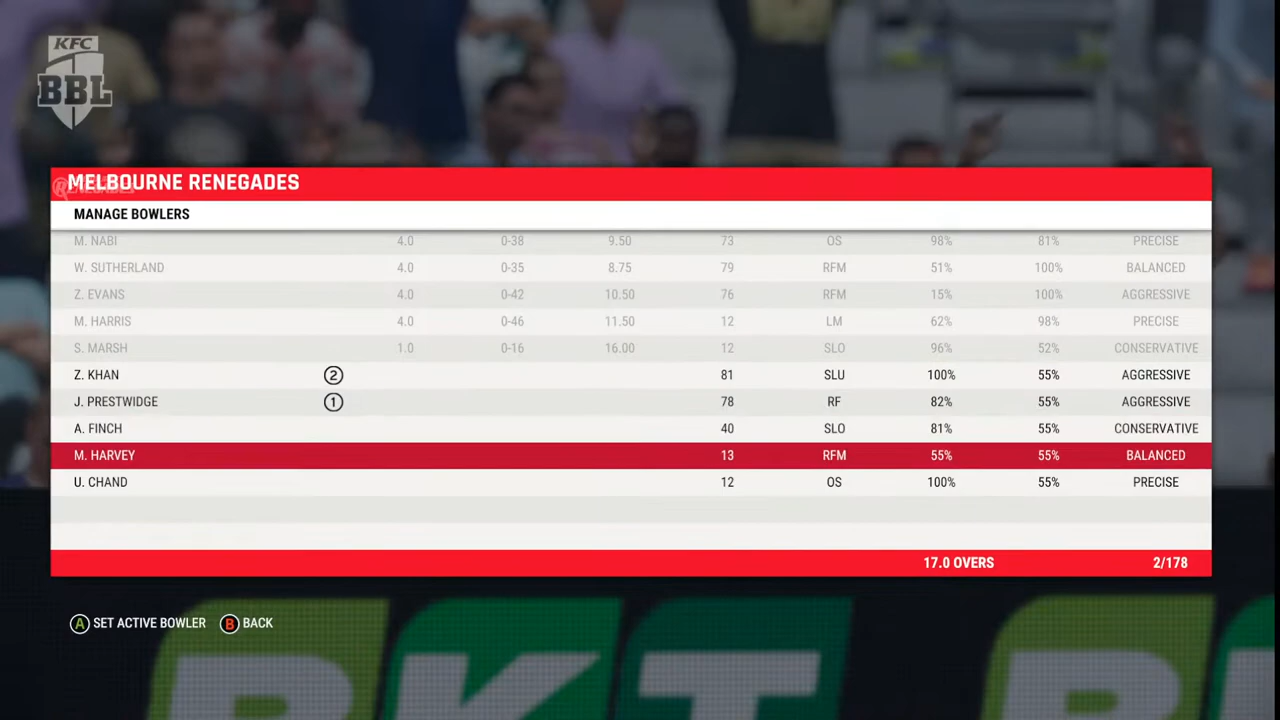 KFC
BBL
MELBOURNE RENEGADES
RENEGADES
MANAGE BOWLERS
M. NABI 4.0 0-38 9.50 73 OS 98% 81% PRECISE
W. SUTHERLAND 4.0 0-35 8.75 79 RFM 51% 100% BALANCED
Z. EVANS 4.0 0-42 10.50 76 RFM 15% 100% AGGRESSIVE
M. HARRIS 4.0 0-46 11.50 12 LM 62% 98% PRECISE
S. MARSH 1.0 0-16 16.00 12 SLO 96% 52% CONSERVATIVE
Z. KHAN 2 81 SLU 100% 55% AGGRESSIVE
J. PRESTWIDGE 1 78 RF 82% 55% AGGRESSIVE
A. FINCH 40 SLO 81% 55% CONSERVATIVE
M. HARVEY 13 RFM 55% 55% BALANCED
U. CHAND 12 OS 100% 55% PRECISE
17.0 OVERS 2/178
A SET ACTIVE BOWLER B BACK
BKT